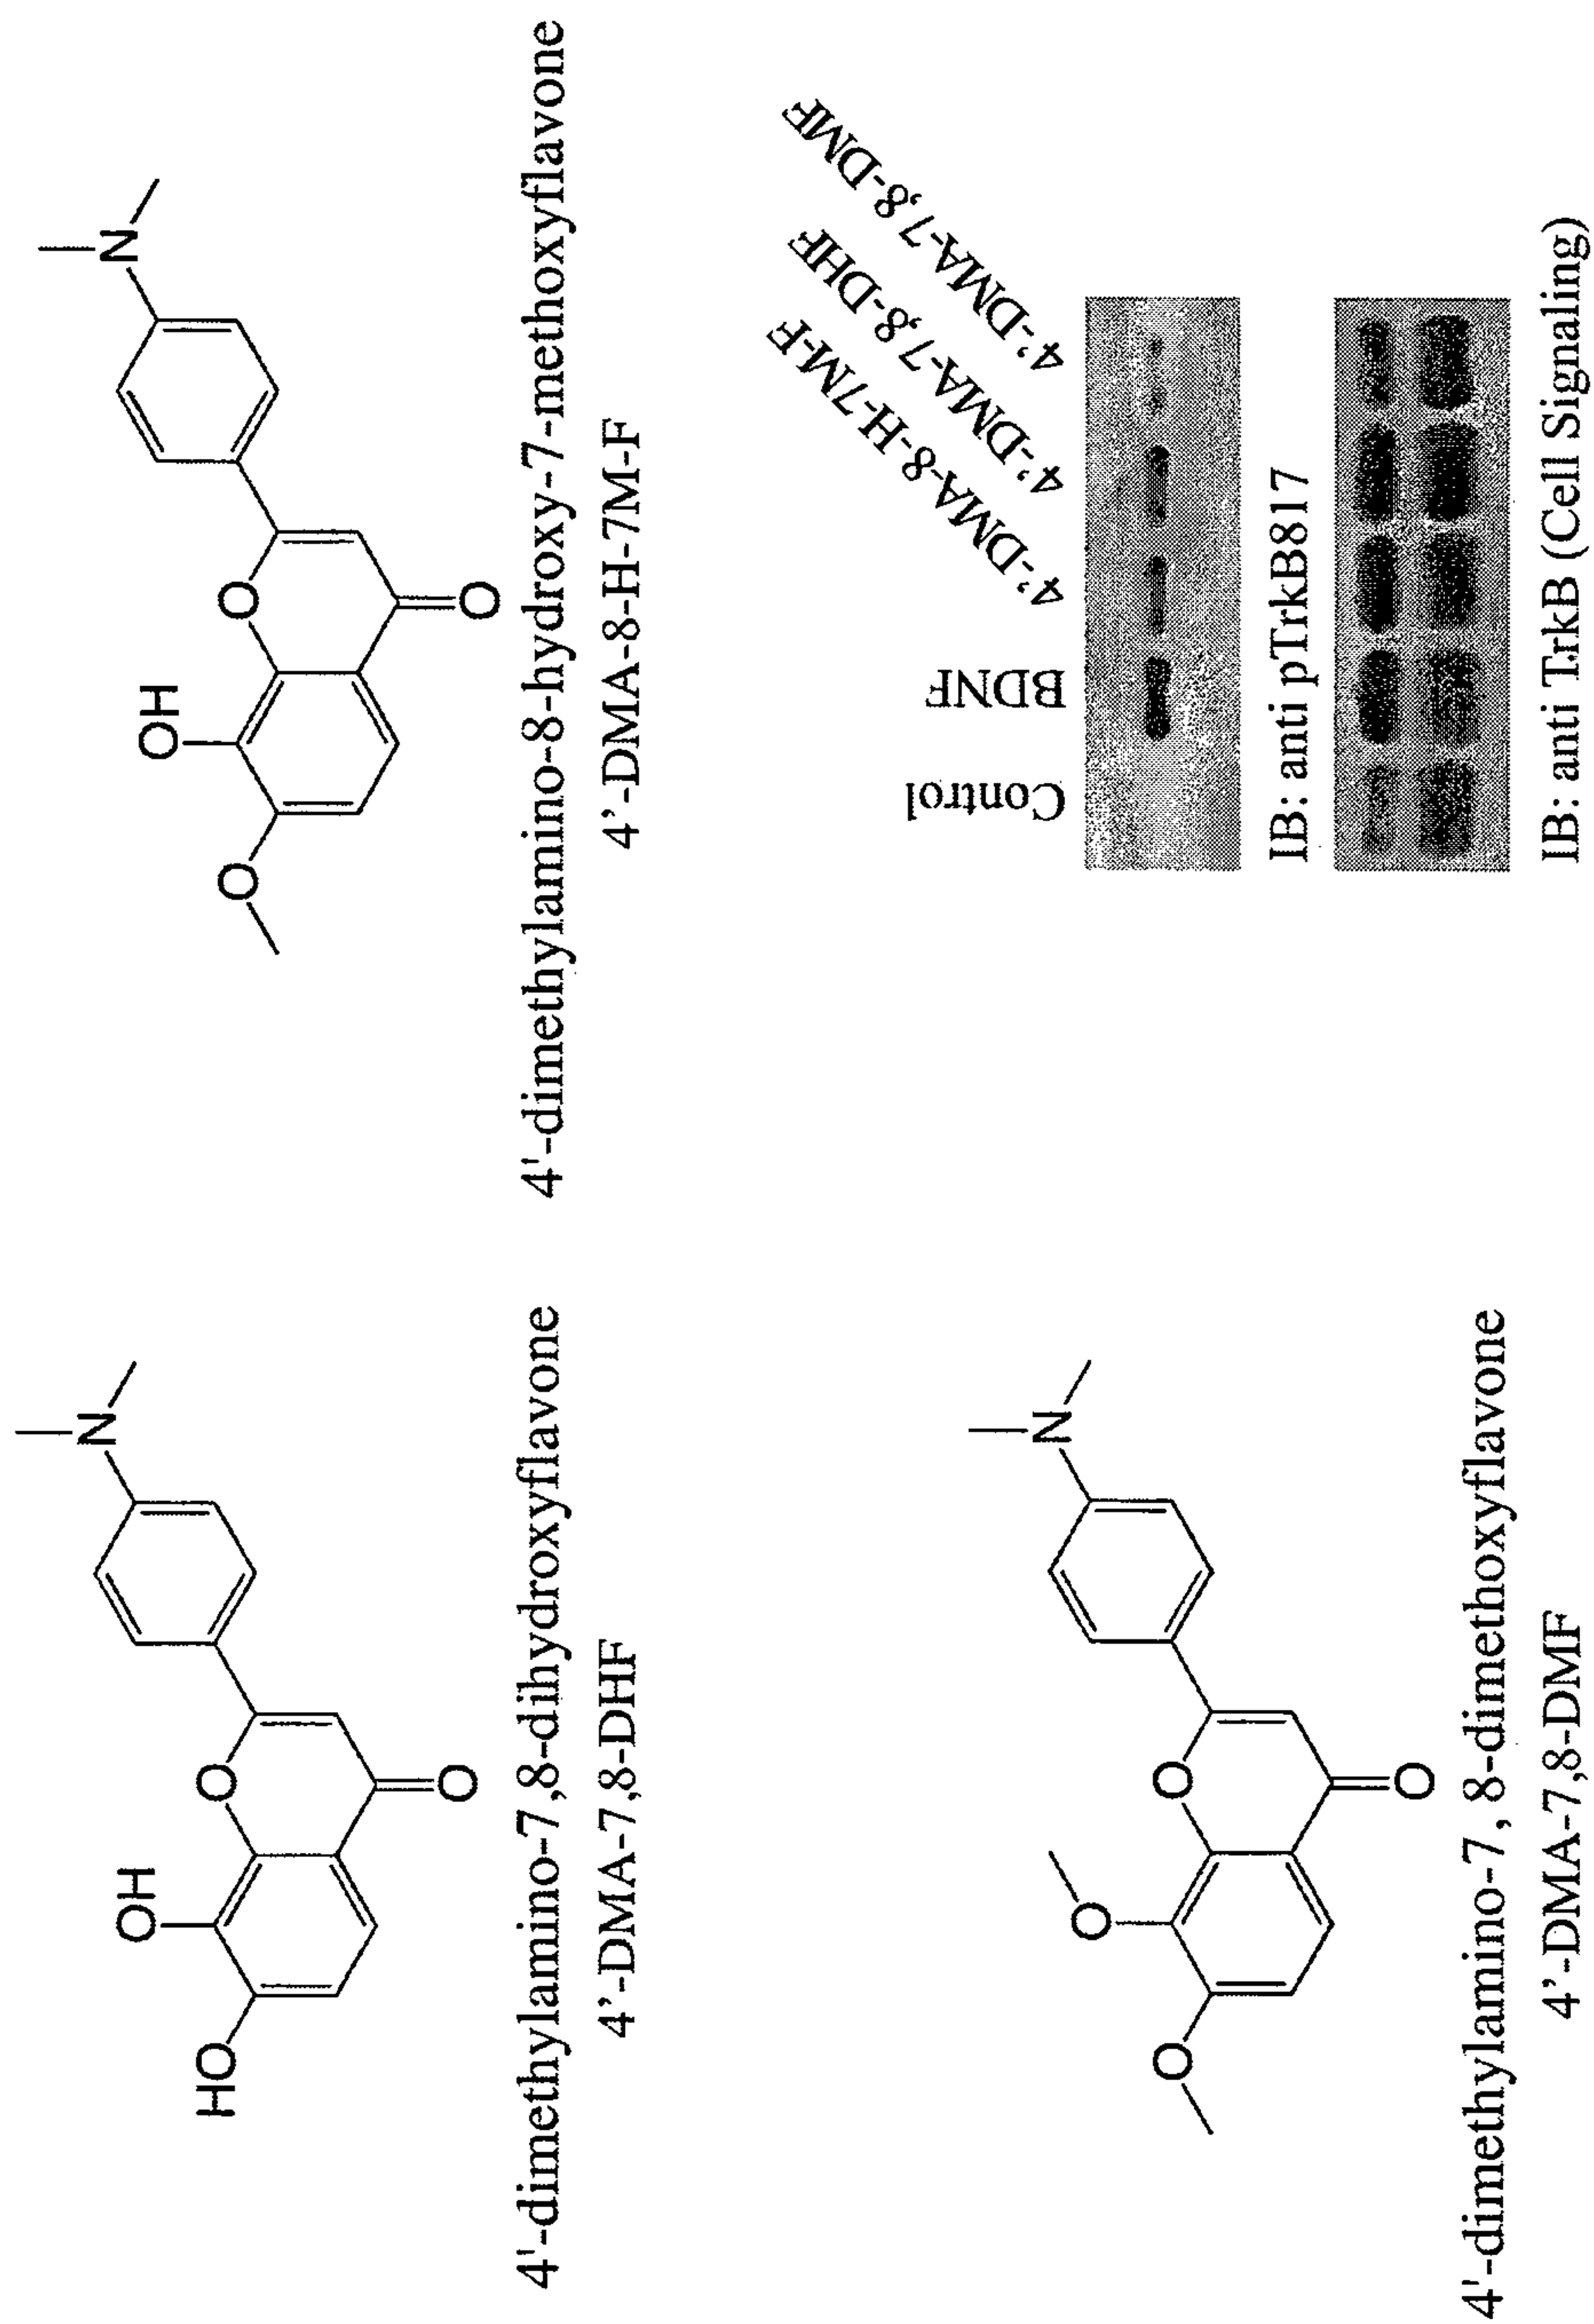 HO
OH
O
O
N
4'-dimethylamino-7,8-dihydroxyflavone
4'-DMA-7,8-DHF
O
OH
O
O
N
4'-dimethylamino-8-hydroxy-7-methoxyflavone
4'-DMA-8-H-7M-F
O
O
O
O
N
4'-dimethylamino-7, 8-dimethoxyflavone
4'-DMA-7,8-DMF
Control
BDNF
4'-DMA-8-H-7M-F
4'-DMA-7,8-DHF
4'-DMA-7,8-DMF
IB: anti pTrkB817
IB: anti TrkB (Cell Signaling)